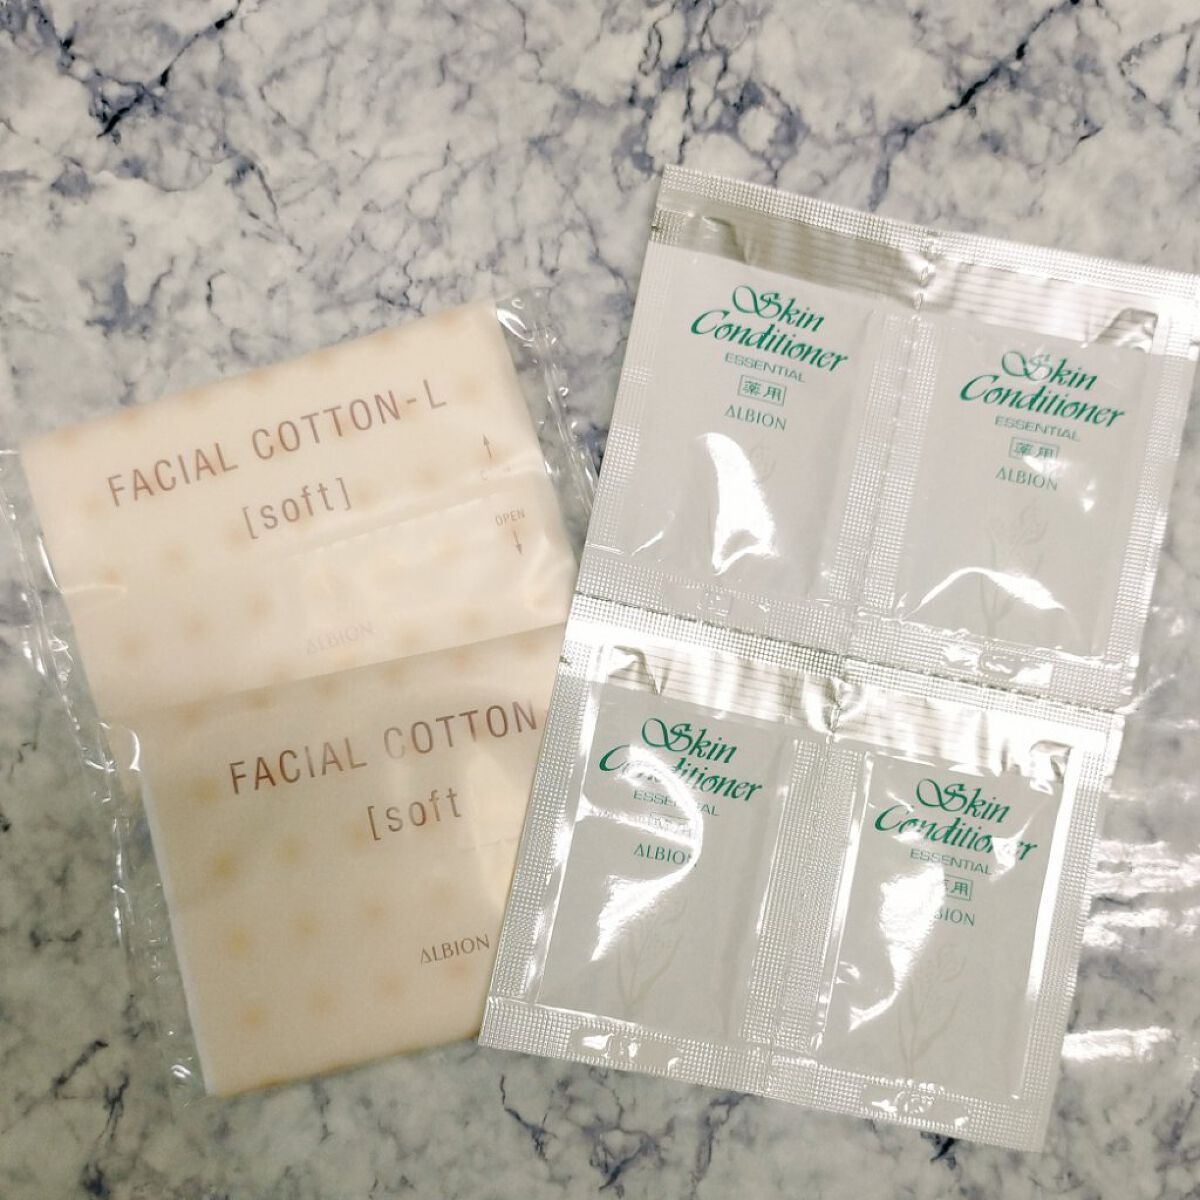 FACIAL COTTON-L
[soft]
OPEN
ALBION
FACIAL COTTON
[soft
ALBION
Skin
Conditioner
ESSENTIAL
薬用
ALBION
Skin
Conditioner
ESSENTIAL
薬用
ALBION
Skin
Conditioner
ESSENTIAL
ALBION
Skin
Conditioner
ESSENTIAL
薬用
ALBION